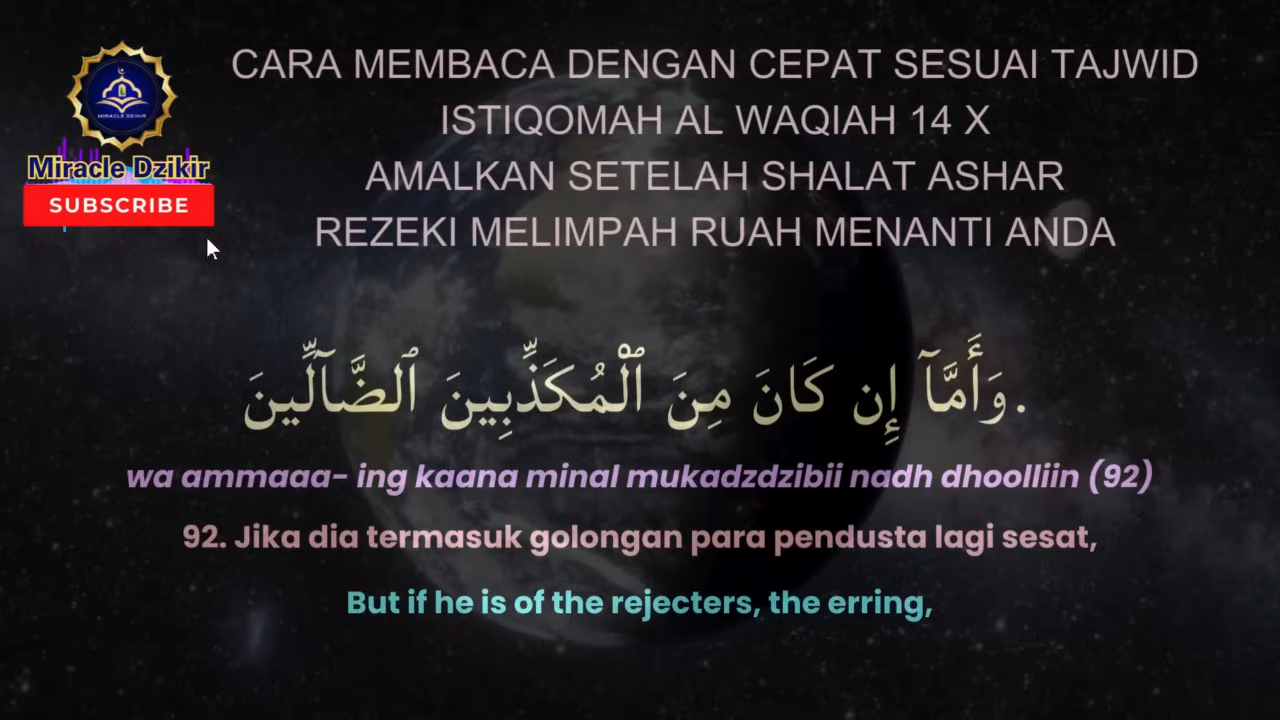 CARA MEMBACA DENGAN CEPAT SESUAI TAJWID
ISTIQOMAH AL WAQIAH 14 X
AMALKAN SETELAH SHALAT ASHAR
REZEKI MELIMPAH RUAH MENANTI ANDA
MIRACLE DZIKIR
Miracle Dzikir
SUBSCRIBE
وَأَمَّآ إِن كَانَ مِنَ ٱلْمُكَذِّبِينَ ٱلضَّآلِّينَ.
wa ammaaa- ing kaana minal mukadzdzibii nadh dhoolliin (92)
92. Jika dia termasuk golongan para pendusta lagi sesat,
But if he is of the rejecters, the erring,